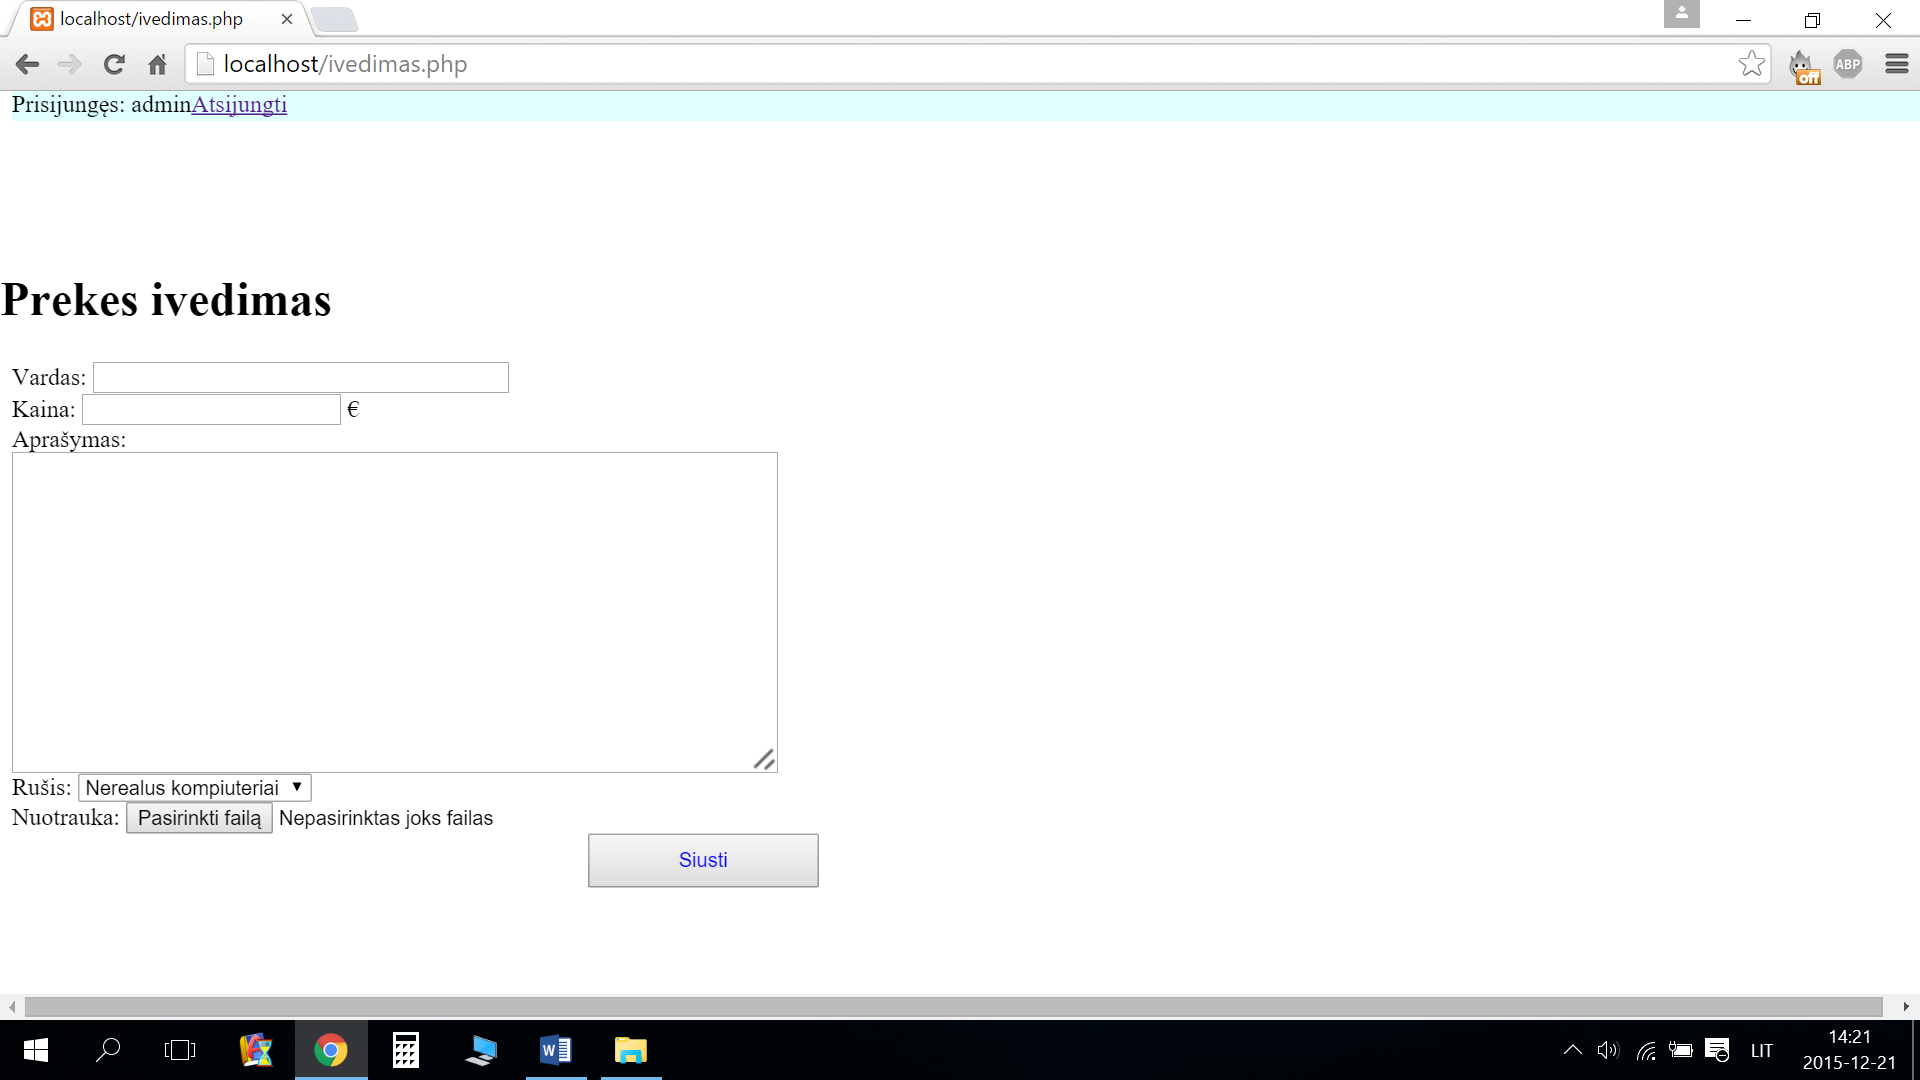 localhost/ivedimas.php
localhost/ivedimas.php
ABP
off
Prisijungęs: adminAtsijungti
Prekes ivedimas
Vardas:
Kaina: €
Aprašymas:
Rušis: Nerealus kompiuteriai
Nuotrauka: Pasirinkti failą Nepasirinktas joks failas
Siusti
W
LIT
14:21
2015-12-21